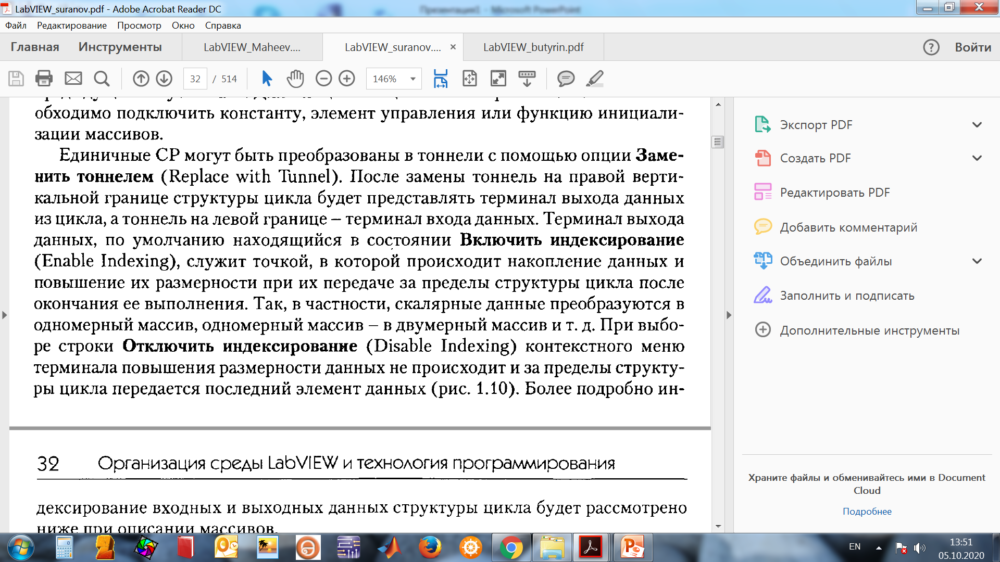 LabVIEW_suranov.pdf - Adobe Acrobat Reader DC
Презентация1 - Microsoft PowerPoint
Файл Редактирование Просмотр Окно Справка
Главная Инструменты LabVIEW_Maheev.... LabVIEW_suranov.... LabVIEW_butyrin.pdf Войти
32 / 514 146%
обходимо подключить константу, элемент управления или функцию инициали-
зации массивов.
Единичные СР могут быть преобразованы в тоннели с помощью опции Заме-
нить тоннелем (Replace with Tunnel). После замены тоннель на правой верти-
кальной границе структуры цикла будет представлять терминал выхода данных
из цикла, а тоннель на левой границе – терминал входа данных. Терминал выхода
данных, по умолчанию находящийся в состоянии Включить индексирование
(Enable Indexing), служит точкой, в которой происходит накопление данных и
повышение их размерности при их передаче за пределы структуры цикла после
окончания ее выполнения. Так, в частности, скалярные данные преобразуются в
одномерный массив, одномерный массив – в двумерный массив и т. д. При выбо-
ре строки Отключить индексирование (Disable Indexing) контекстного меню
терминала повышения размерности данных не происходит и за пределы структу-
ры цикла передается последний элемент данных (рис. 1.10). Более подробно ин-
32 Организация среды LabVIEW и технология программирования
дексирование входных и выходных данных структуры цикла будет рассмотрено
ниже при описании массивов.
Экспорт PDF
Создать PDF
Редактировать PDF
Добавить комментарий
Объединить файлы
Заполнить и подписать
Дополнительные инструменты
Храните файлы и обменивайтесь ими в Document
Cloud
Подробнее
EN
13:51
05.10.2020